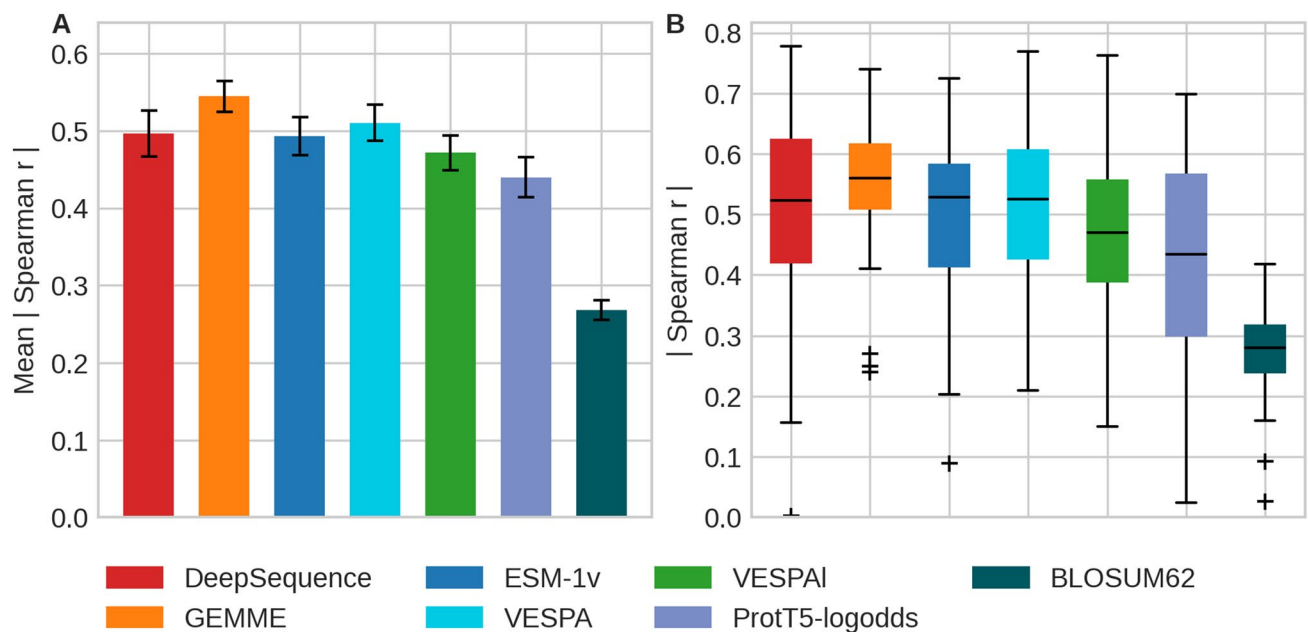 A
Mean | Spearman r |
0.6
0.5
0.4
0.3
0.2
0.1
0.0
B
| Spearman r |
0.8
0.7
0.6
0.5
0.4
0.3
0.2
0.1
0.0
DeepSequence
ESM-1v
VESPAl
BLOSUM62
GEMME
VESPA
ProtT5-logodds